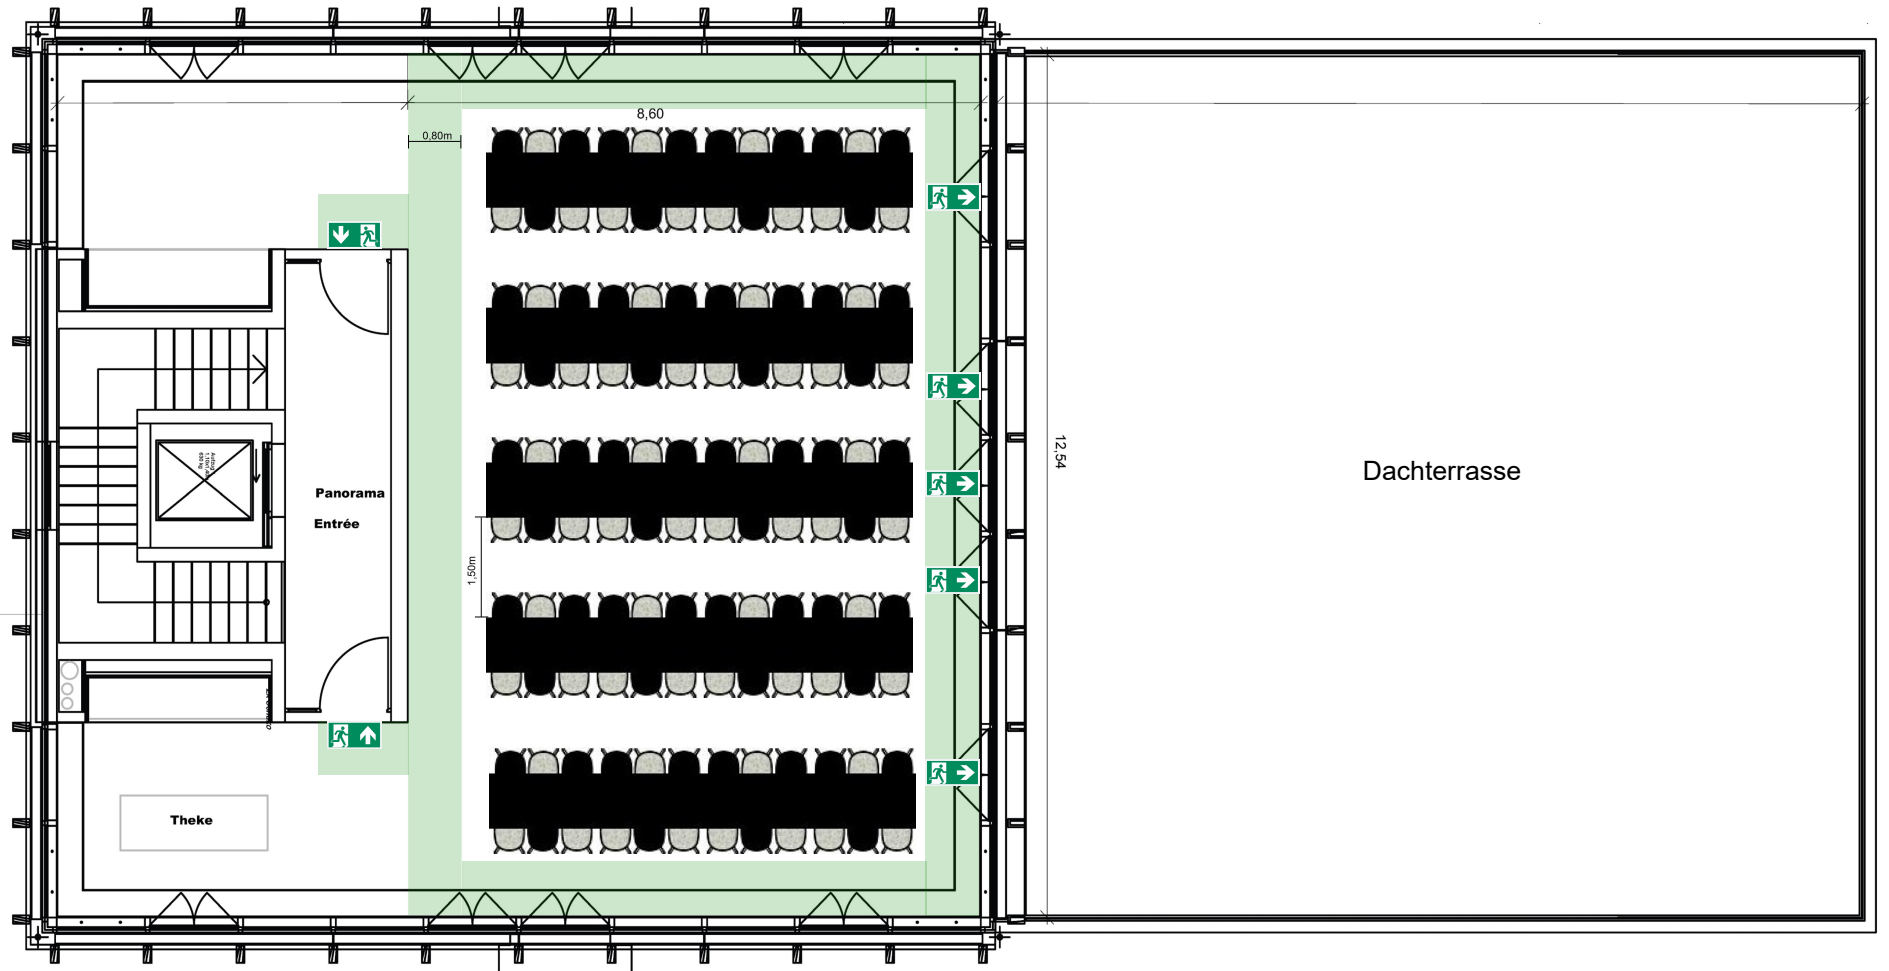 8,60
0,80m
12,54
Dachterrasse
Panorama
Entrée
1,50m
Theke